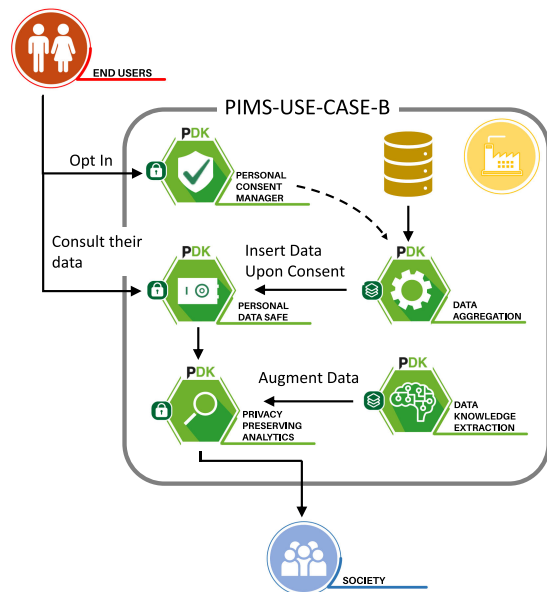 END USERS
PIMS-USE-CASE-B
Opt In
PDK
PERSONAL
CONSENT
MANAGER
Consult their
data
Insert Data
Upon Consent
PDK
PERSONAL
DATA SAFE
PDK
DATA
AGGREGATION
Augment Data
PDK
PRIVACY
PRESERVING
ANALYTICS
PDK
DATA
KNOWLEDGE
EXTRACTION
SOCIETY